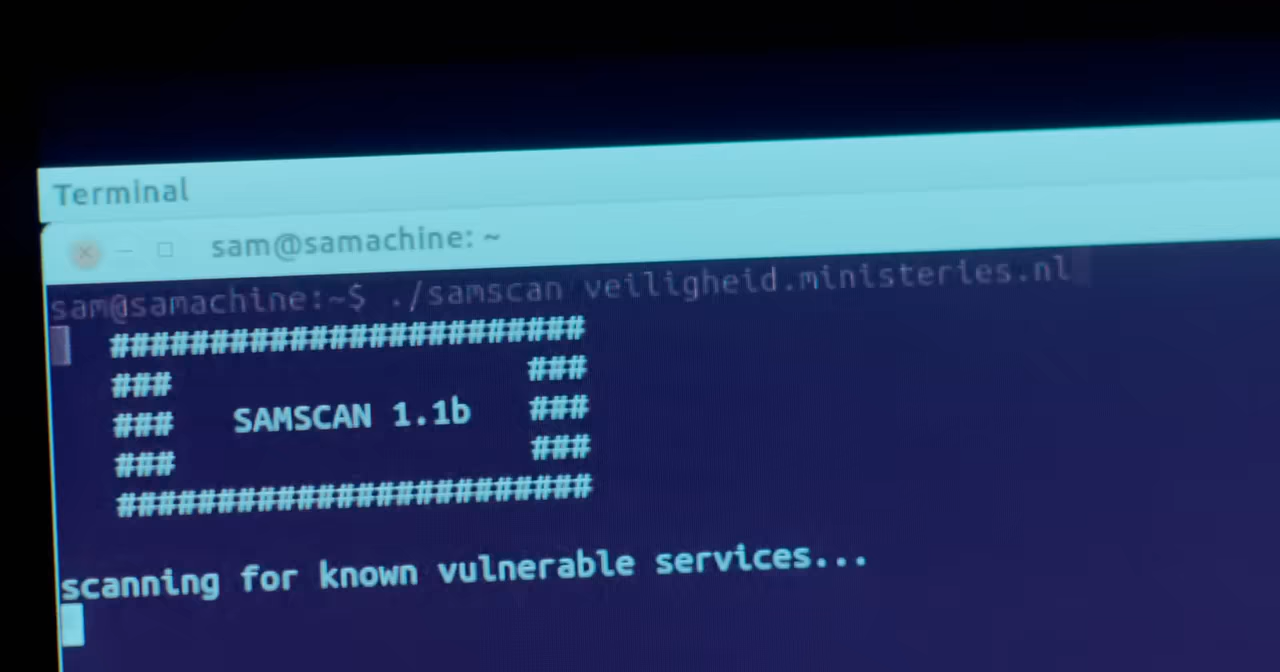 Terminal
sam@samachine: ~
sam@samachine:~$ ./samscan veiligheid.ministeries.nl
########################
### ###
### SAMSCAN 1.1b ###
### ###
########################
scanning for known vulnerable services...